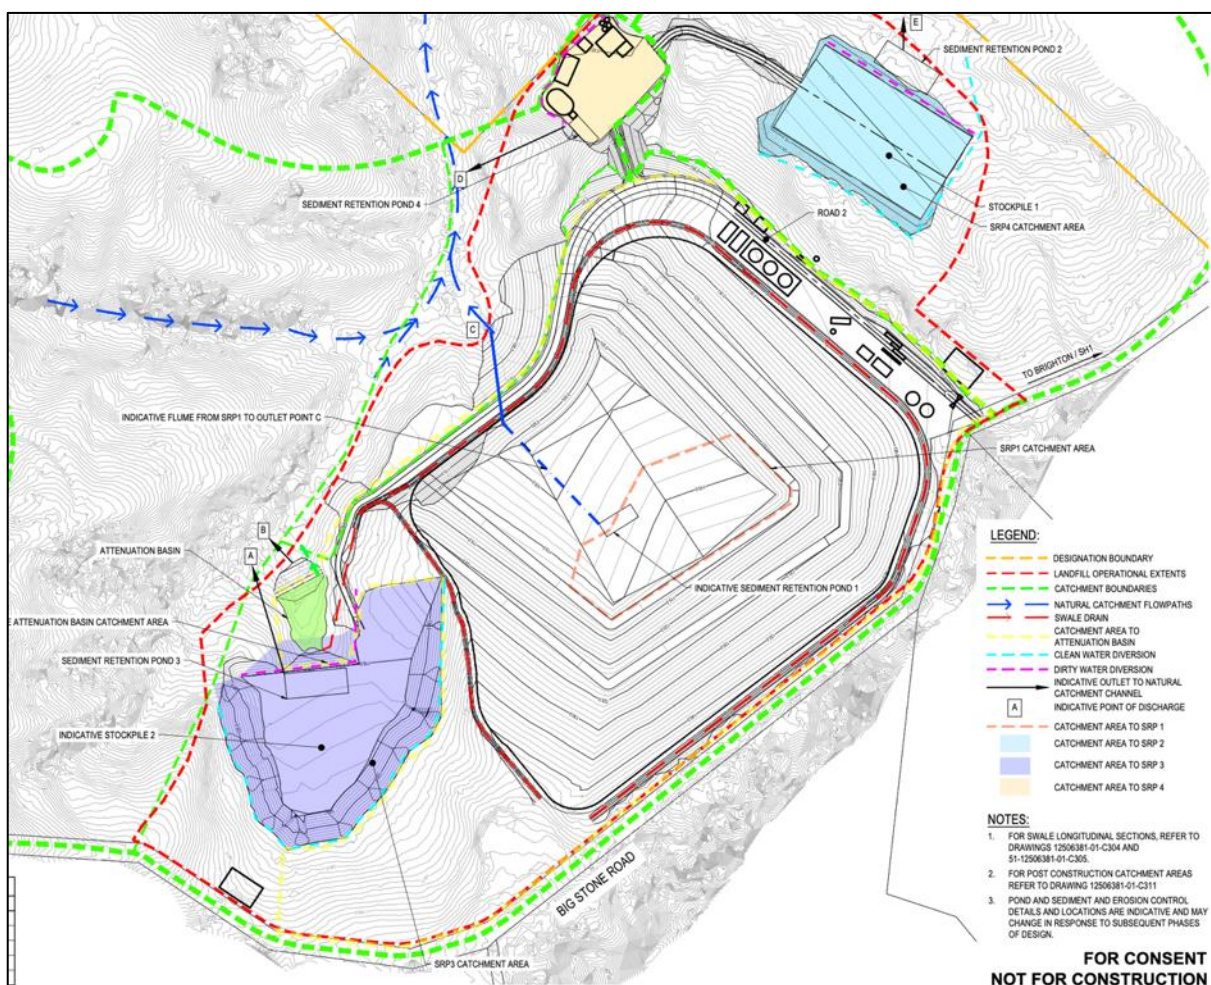 E
SEDIMENT RETENTION POND 2
D
SEDIMENT RETENTION POND 4
STOCKPILE 1
ROAD 2
SRP4 CATCHMENT AREA
C
TO BRIGHTON / SH1
INDICATIVE FLUME FROM SRP1 TO OUTLET POINT C
SRP1 CATCHMENT AREA
B
ATTENUATION BASIN
A
INDICATIVE SEDIMENT RETENTION POND 1
E ATTENUATION BASIN CATCHMENT AREA
SEDIMENT RETENTION POND 3
INDICATIVE STOCKPILE 2
BIG STONE ROAD
SRP3 CATCHMENT AREA
LEGEND:
DESIGNATION BOUNDARY
LANDFILL OPERATIONAL EXTENTS
CATCHMENT BOUNDARIES
NATURAL CATCHMENT FLOWPATHS
SWALE DRAIN
CATCHMENT AREA TO
ATTENUATION BASIN
CLEAN WATER DIVERSION
DIRTY WATER DIVERSION
INDICATIVE OUTLET TO NATURAL
CATCHMENT CHANNEL
A INDICATIVE POINT OF DISCHARGE
CATCHMENT AREA TO SRP 1
CATCHMENT AREA TO SRP 2
CATCHMENT AREA TO SRP 3
CATCHMENT AREA TO SRP 4
NOTES:
1. FOR SWALE LONGITUDINAL SECTIONS, REFER TO
DRAWINGS 12506381-01-C304 AND
51-12506381-01-C305.
2. FOR POST CONSTRUCTION CATCHMENT AREAS
REFER TO DRAWING 12506381-01-C311
3. POND AND SEDIMENT AND EROSION CONTROL
DETAILS AND LOCATIONS ARE INDICATIVE AND MAY
CHANGE IN RESPONSE TO SUBSEQUENT PHASES
OF DESIGN.
FOR CONSENT
NOT FOR CONSTRUCTION